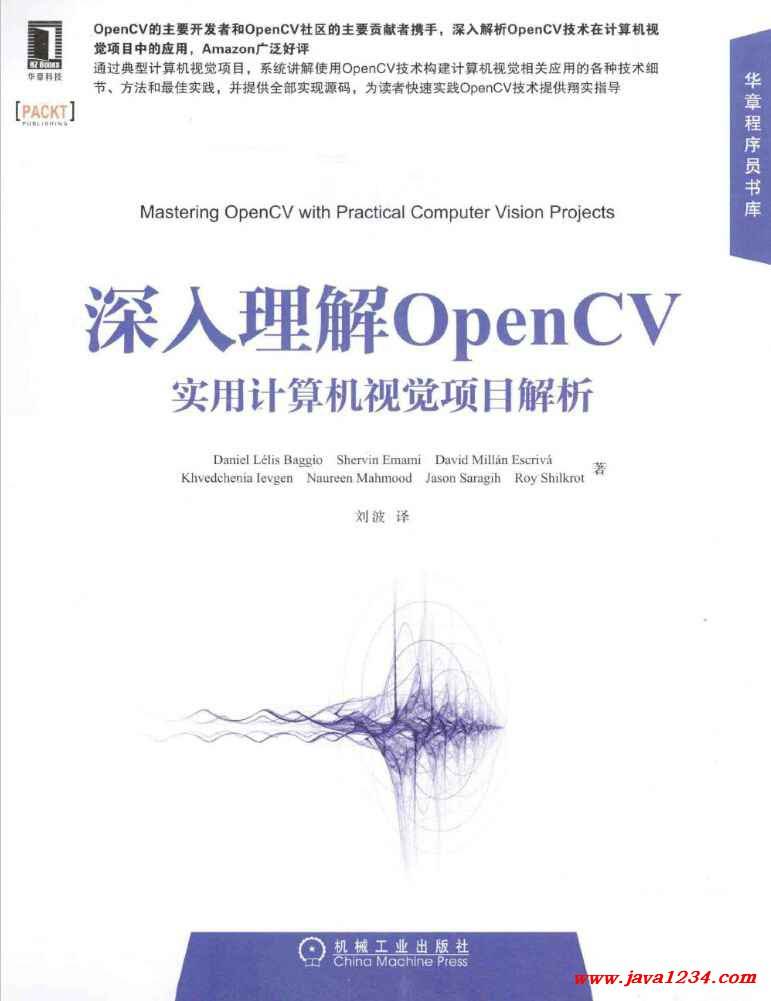 OpenCV的主要开发者和OpenCV社区的主要贡献者携手，深入解析OpenCV技术在计算机视
觉项目中的应用，Amazon广泛好评
通过典型计算机视觉项目，系统讲解使用OpenCV技术构建计算机视觉相关应用的各种技术细
节、方法和最佳实践，并提供全部实现源码，为读者快速实践OpenCV技术提供翔实指导
HZ Books
华章科技
[PACKT]
PUBLISHING
华章程序员书库
Mastering OpenCV with Practical Computer Vision Projects
深入理解OpenCV
实用计算机视觉项目解析
Daniel Lélis Baggio Shervin Emami David Millán Escrivá
Khvedchenia Ievgen Naureen Mahmood Jason Saragih Roy Shilkrot
著
刘波 译
机械工业出版社
China Machine Press
www.java1234.com